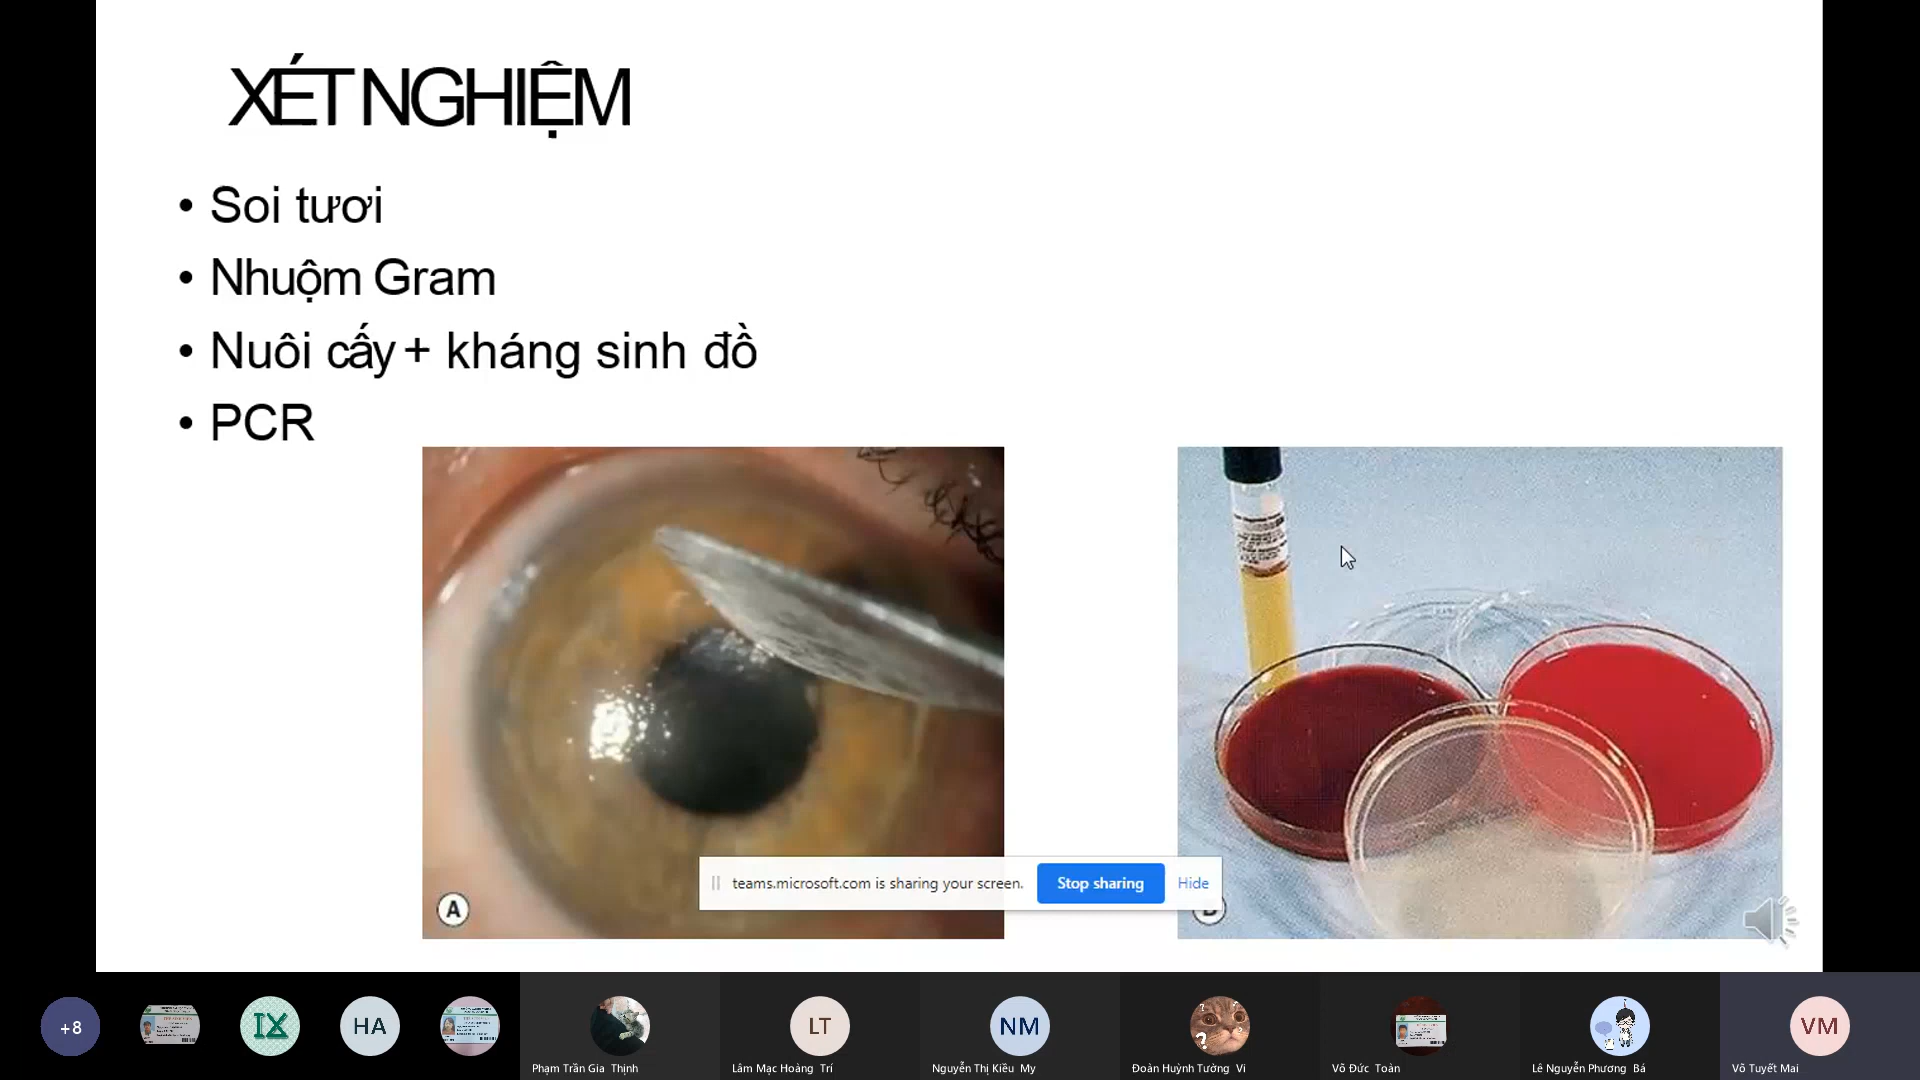 XÉT NGHIỆM
• Soi tươi
• Nhuộm Gram
• Nuôi cấy + kháng sinh đồ
• PCR
A
teams.microsoft.com is sharing your screen.
Stop sharing
Hide
+8
IX
HA
LT
NM
VM
Phạm Trần Gia Thịnh
Lâm Mạc Hoàng Trí
Nguyễn Thị Kiều My
Đoàn Huỳnh Tường Vi
Võ Đức Toàn
Lê Nguyễn Phương Bá
Võ Tuyết Mai